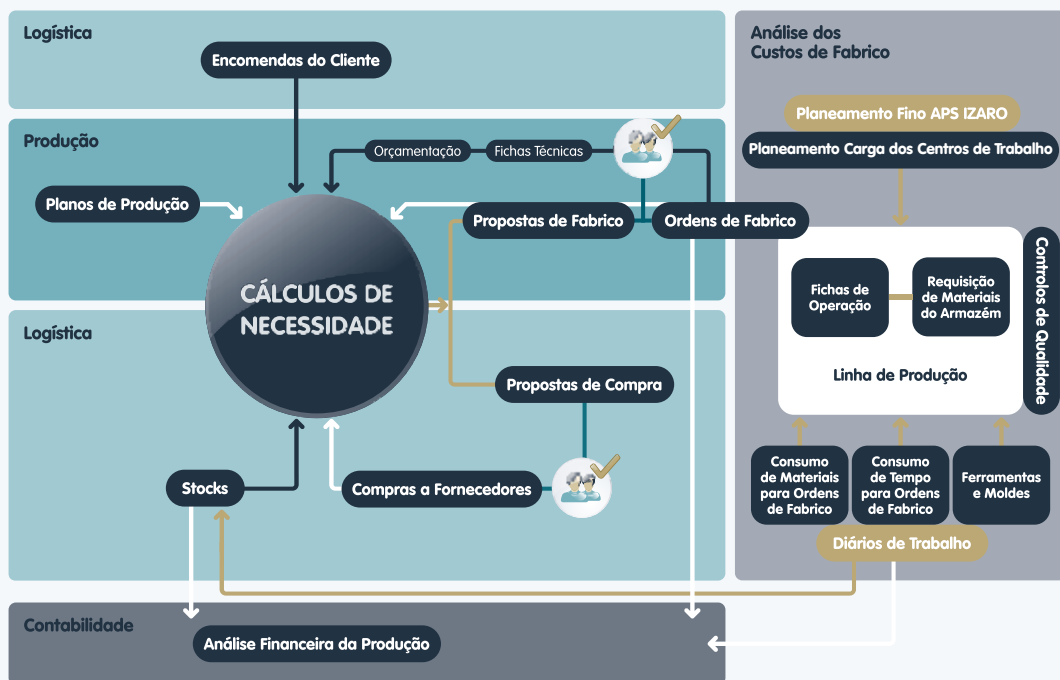 Logística
Encomendas do Cliente
Produção
Orçamentação
Fichas Técnicas
Planos de Produção
Propostas de Fabrico
Ordens de Fabrico
CÁLCULOS DE
NECESSIDADE
Logística
Propostas de Compra
Stocks
Compras a Fornecedores
Contabilidade
Análise Financeira da Produção
Análise dos
Custos de Fabrico
Planeamento Fino APS IZARO
Planeamento Carga dos Centros de Trabalho
Fichas de
Operação
Requisição
de Materiais
do Armazém
Linha de Produção
Controlos de Qualidade
Consumo
de Materiais
para Ordens
de Fabrico
Consumo
de Tempo
para Ordens
de Fabrico
Ferramentas
e Moldes
Diários de Trabalho